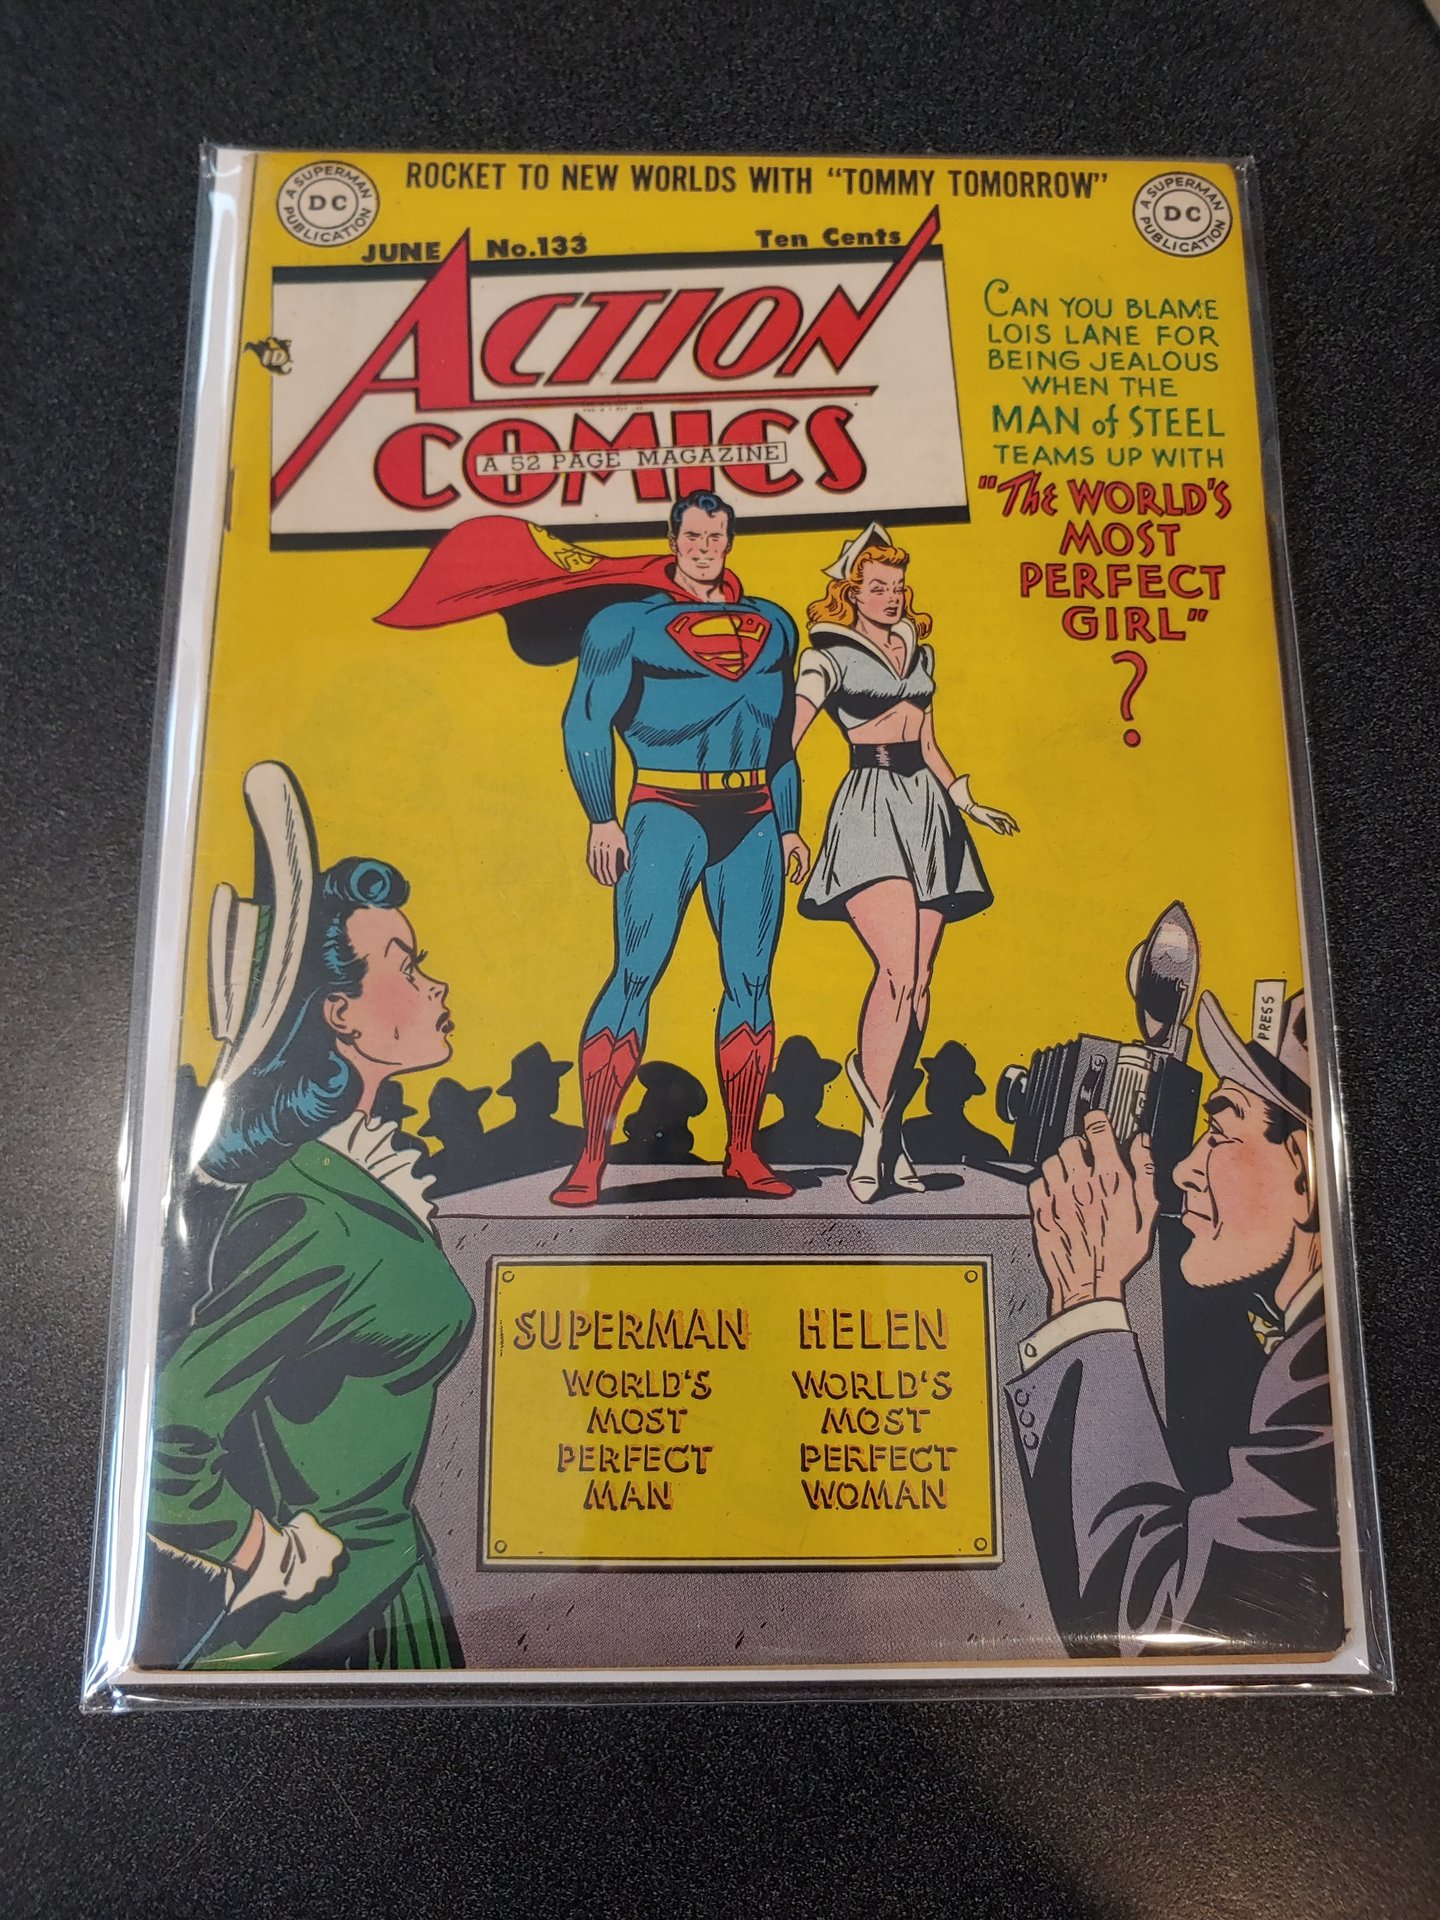 ROCKET TO NEW WORLDS WITH "TOMMY TOMORROW"
A SUPERMAN
DC
PUBLICATION
A SUPERMAN
DC
PUBLICATION
JUNE No.133 Ten Cents
ACTION
COMICS
A 52 PAGE MAGAZINE
CAN YOU BLAME
LOIS LANE FOR
BEING JEALOUS
WHEN THE
MAN of STEEL
TEAMS UP WITH
"THE WORLD'S
MOST
PERFECT
GIRL"
?
S
PRESS
SUPERMAN
WORLD'S
MOST
PERFECT
MAN
HELEN
WORLD'S
MOST
PERFECT
WOMAN